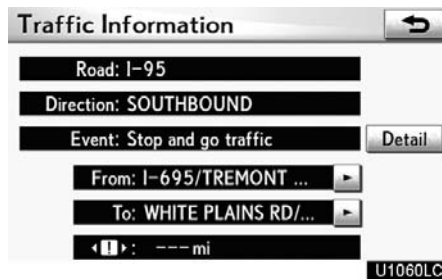 Traffic Information
Road: I-95
Direction: SOUTHBOUND
Event: Stop and go traffic
Detail
From: I-695/TREMONT ...
To: WHITE PLAINS RD/...
! : --- mi
U1060LC